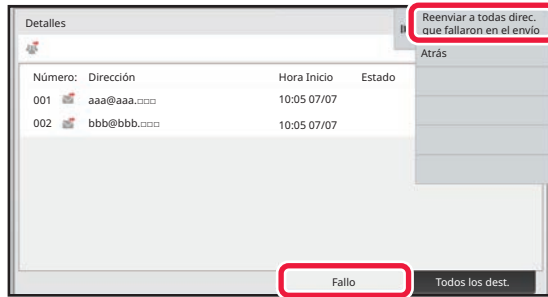 Detalles
Reenviar a todas direc.
que fallaron en el envío
Atrás
Número: Dirección Hora Inicio Estado
001 aaa@aaa.□□□ 10:05 07/07
002 bbb@bbb.□□□ 10:05 07/07
Fallo Todos los dest.